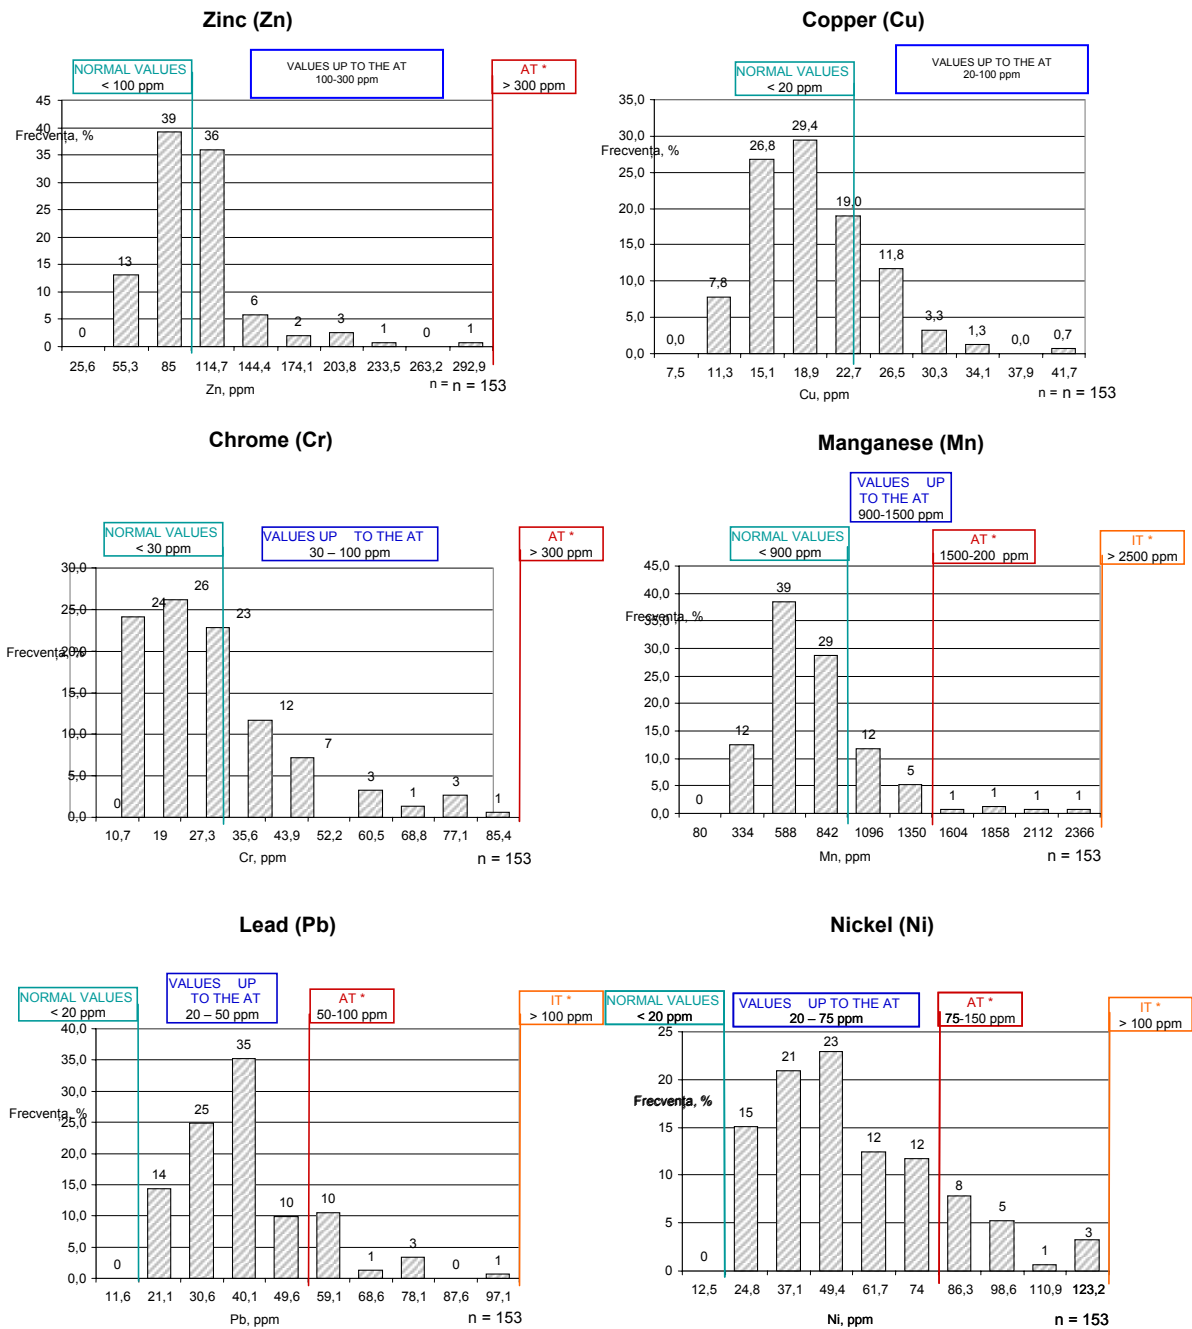 Zinc (Zn)
NORMAL VALUES
< 100 ppm
VALUES UP TO THE AT
100-300 ppm
AT *
> 300 ppm
Frecvenţa, %
45
40
35
30
25
20
15
10
5
0
0
13
39
36
6
2
3
1
0
1
25,6 55,3 85 114,7 144,4 174,1 203,8 233,5 263,2 292,9
Zn, ppm
n = n = 153
Copper (Cu)
NORMAL VALUES
< 20 ppm
VALUES UP TO THE AT
20-100 ppm
Frecvenţa, %
35,0
30,0
25,0
20,0
15,0
10,0
5,0
0,0
0,0
7,8
26,8
29,4
19,0
11,8
3,3
1,3
0,0
0,7
7,5 11,3 15,1 18,9 22,7 26,5 30,3 34,1 37,9 41,7
Cu, ppm
n = n = 153
Chrome (Cr)
NORMAL VALUES
< 30 ppm
VALUES UP TO THE AT
30 – 100 ppm
AT *
> 300 ppm
Frecvenţa, %
30,0
25,0
20,0
15,0
10,0
5,0
0,0
0
24
26
23
12
7
3
1
3
1
10,7 19 27,3 35,6 43,9 52,2 60,5 68,8 77,1 85,4
Cr, ppm
n = 153
Manganese (Mn)
NORMAL VALUES
< 900 ppm
VALUES UP
TO THE AT
900-1500 ppm
AT *
1500-200 ppm
IT *
> 2500 ppm
Frecvenţa, %
45,0
40,0
35,0
30,0
25,0
20,0
15,0
10,0
5,0
0,0
0
12
39
29
12
5
1
1
1
1
80 334 588 842 1096 1350 1604 1858 2112 2366
Mn, ppm
n = 153
Lead (Pb)
NORMAL VALUES
< 20 ppm
VALUES UP
TO THE AT
20 – 50 ppm
AT *
50-100 ppm
IT *
> 100 ppm
Frecvenţa, %
40,0
35,0
30,0
25,0
20,0
15,0
10,0
5,0
0,0
0
14
25
35
10
10
1
3
0
1
11,6 21,1 30,6 40,1 49,6 59,1 68,6 78,1 87,6 97,1
Pb, ppm
n = 153
Nickel (Ni)
NORMAL VALUES
< 20 ppm
VALUES UP TO THE AT
20 – 75 ppm
AT *
75-150 ppm
IT *
> 100 ppm
Frecvenţa, %
25
20
15
10
5
0
0
15
21
23
12
12
8
5
1
3
12,5 24,8 37,1 49,4 61,7 74 86,3 98,6 110,9 123,2
Ni, ppm
n = 153